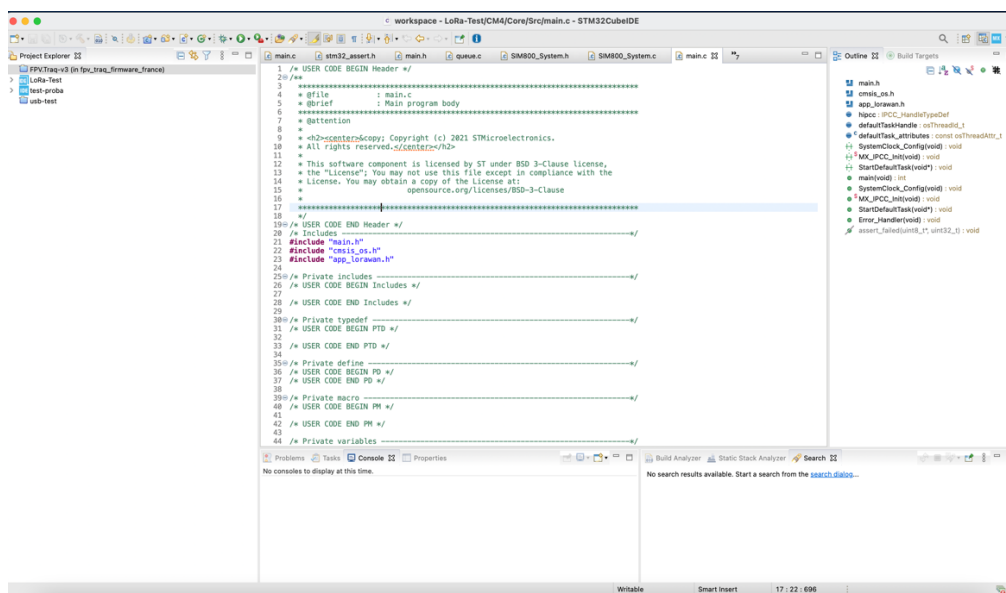 workspace - LoRa-Test/CM4/Core/Src/main.c - STM32CubeIDE
Project Explorer
FPV.Traq-v3 (in fpv_traq_firmware_france)
LoRa-Test
test-proba
usb-test
main.c stm32_assert.h main.h queue.c SIM800_System.h SIM800_System.c main.c "7
1 /* USER CODE BEGIN Header */
2 /**
3 ******************************************************************************
4 * @file : main.c
5 * @brief : Main program body
6 ******************************************************************************
7 * @attention
8 *
9 * <h2><center>&copy; Copyright (c) 2021 STMicroelectronics.
10 * All rights reserved.</center></h2>
11 *
12 * This software component is licensed by ST under BSD 3-Clause license,
13 * the "License"; You may not use this file except in compliance with the
14 * License. You may obtain a copy of the License at:
15 * opensource.org/licenses/BSD-3-Clause
16 *
17 ******************************************************************************
18 */
19 /* USER CODE END Header */
20 /* Includes ------------------------------------------------------------------*/
21 #include "main.h"
22 #include "cmsis_os.h"
23 #include "app_lorawan.h"
24
25 /* Private includes ----------------------------------------------------------*/
26 /* USER CODE BEGIN Includes */
27
28 /* USER CODE END Includes */
29
30 /* Private typedef -----------------------------------------------------------*/
31 /* USER CODE BEGIN PTD */
32
33 /* USER CODE END PTD */
34
35 /* Private define ------------------------------------------------------------*/
36 /* USER CODE BEGIN PD */
37 /* USER CODE END PD */
38
39 /* Private macro -------------------------------------------------------------*/
40 /* USER CODE BEGIN PM */
41
42 /* USER CODE END PM */
43
44 /* Private variables ---------------------------------------------------------*/
Outline Build Targets
main.h
cmsis_os.h
app_lorawan.h
hipcc : IPCC_HandleTypeDef
defaultTaskHandle : osThreadId_t
defaultTask_attributes : const osThreadAttr_t
SystemClock_Config(void) : void
MX_IPCC_Init(void) : void
StartDefaultTask(void*) : void
main(void) : int
SystemClock_Config(void) : void
MX_IPCC_Init(void) : void
StartDefaultTask(void*) : void
Error_Handler(void) : void
assert_failed(uint8_t*, uint32_t) : void
Problems Tasks Console Properties
No consoles to display at this time.
Build Analyzer Static Stack Analyzer Search
No search results available. Start a search from the search dialog...
Writable Smart Insert 17 : 22 : 696